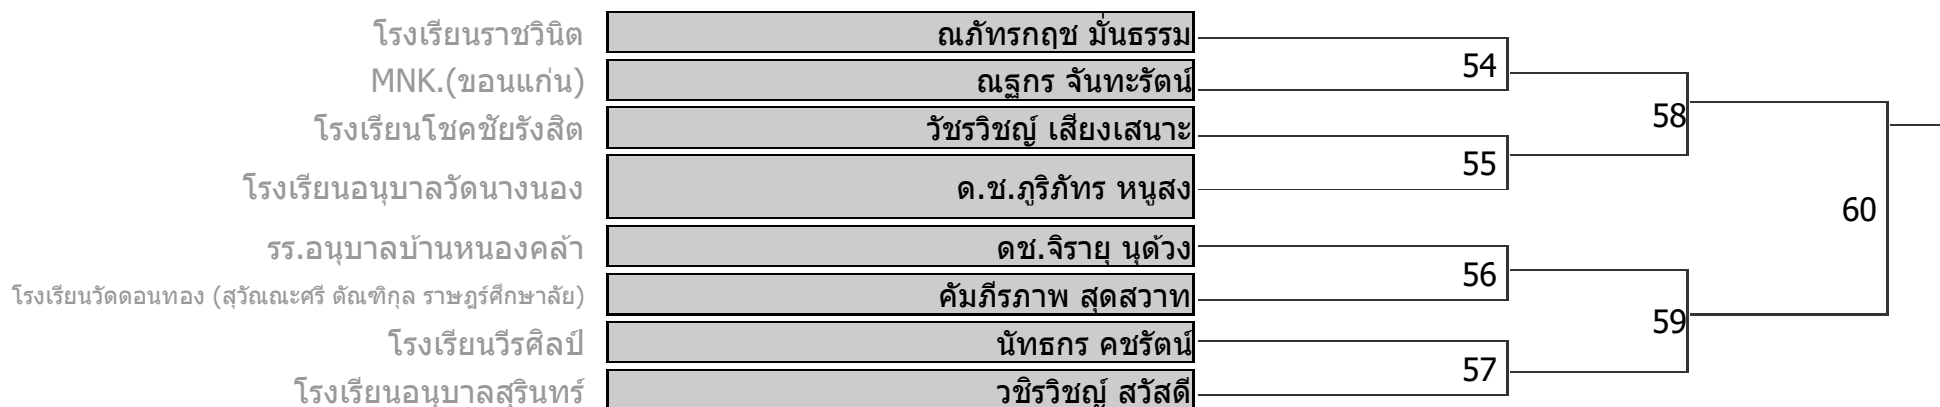 โรงเรียนราชวินิต ณภัทรกฤช มั่นธรรม
54
MNK.(ขอนแก่น) ณฐกร จันทะรัตน์
58
โรงเรียนโชคชัยรังสิต วัชรวิชญ์ เสียงเสนาะ
55
โรงเรียนอนุบาลวัดนางนอง ด.ช.ภูริภัทร หนูสง
60
รร.อนุบาลบ้านหนองคล้า ดช.จิรายุ นุด้วง
56
โรงเรียนวัดดอนทอง (สุวัณณะศรี ตัณฑิกุล ราษฎร์ศึกษาลัย) คัมภีรภาพ สุดสวาท
59
โรงเรียนวีรศิลป์ นัทธกร คชรัตน์
57
โรงเรียนอนุบาลสุรินทร์ วชิรวิชญ์ สวัสดี